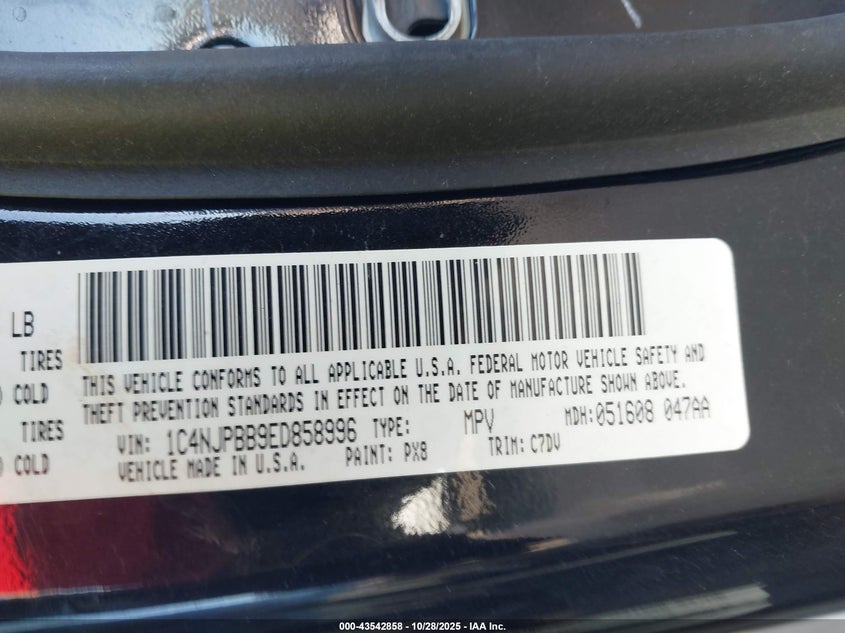 LB
TIRES
COLD
TIRES
COLD
THIS VEHICLE CONFORMS TO ALL APPLICABLE U.S.A. FEDERAL MOTOR VEHICLE SAFETY AND
THEFT PREVENTION STANDARDS IN EFFECT ON THE DATE OF MANUFACTURE SHOWN ABOVE.
VIN: 1C4NJPBB9ED858996 TYPE: MPV MDH:051608 047AA
VEHICLE MADE IN U.S.A. PAINT: PX8 TRIM: C7DV
000-43542858 | 10/28/2025 - IAA Inc.